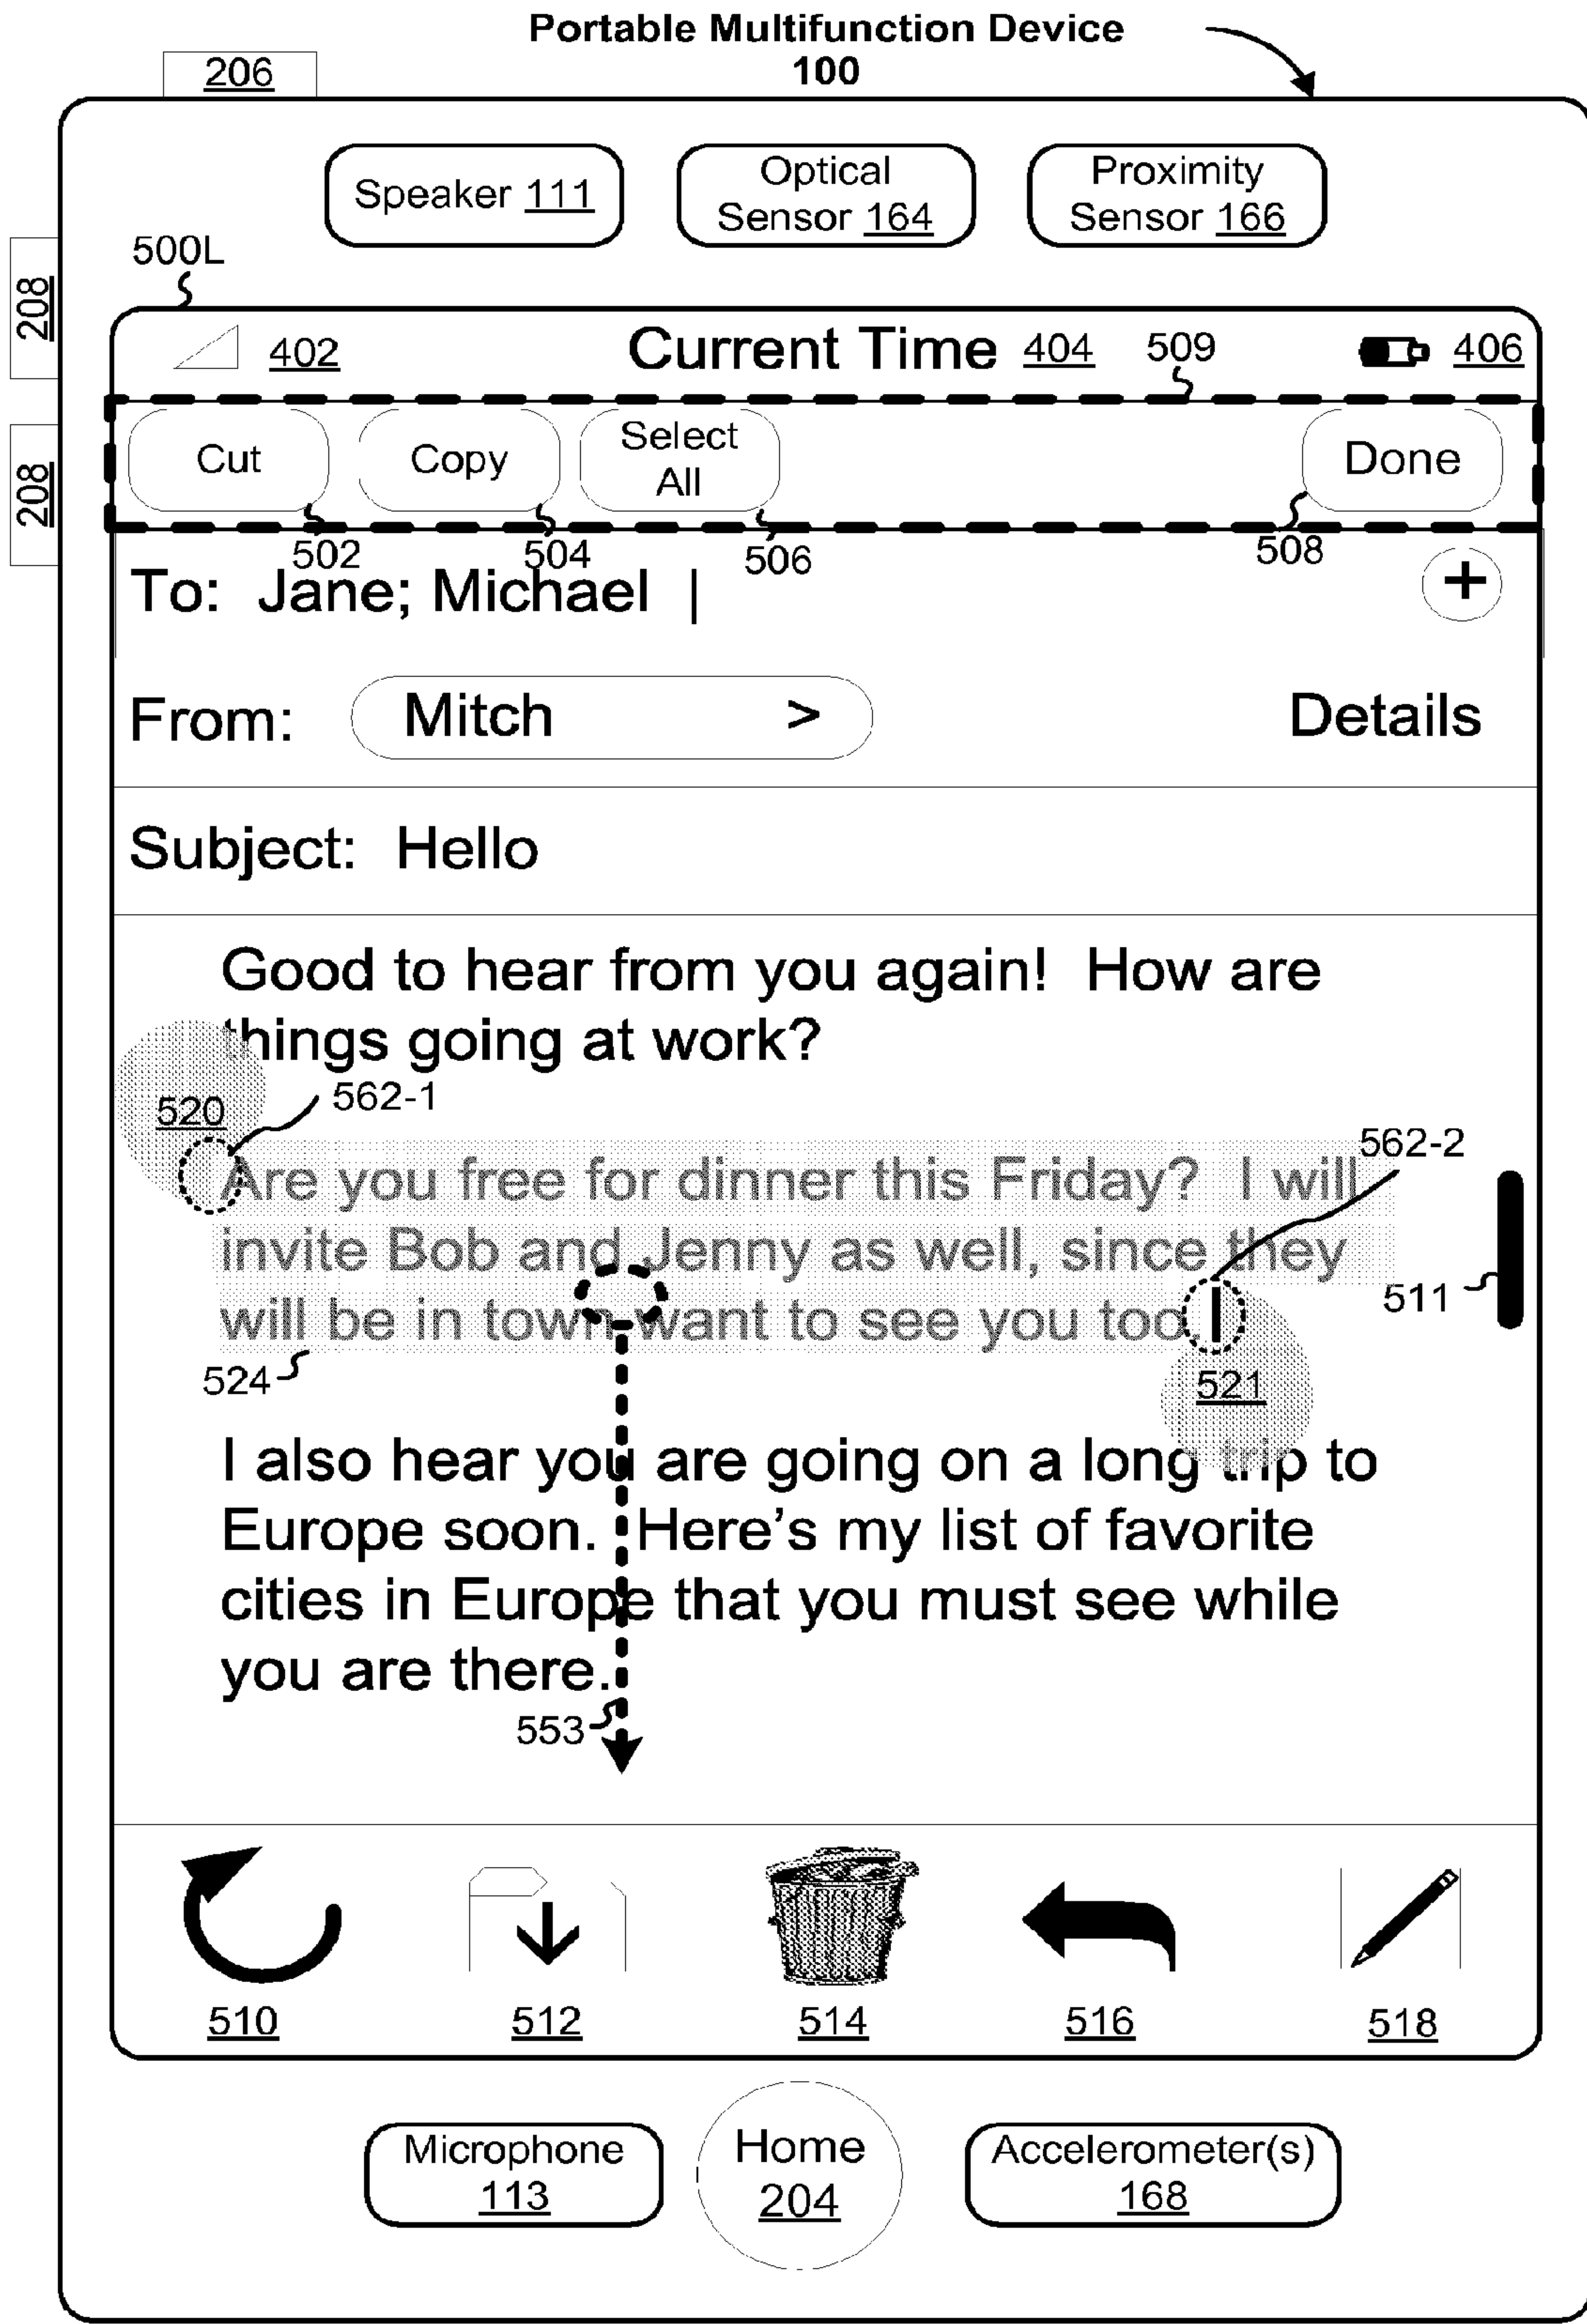 Portable Multifunction Device
100
206
Speaker 111
Optical
Sensor 164
Proximity
Sensor 166
500L
208
208
402
Current Time 404
509
406
Cut
Copy
Select
All
Done
502
504
506
508
To: Jane; Michael |
+
From: Mitch >
Details
Subject: Hello
Good to hear from you again! How are
things going at work?
520
562-1
562-2
Are you free for dinner this Friday? I will
invite Bob and Jenny as well, since they
511
will be in town want to see you too.
524
521
I also hear you are going on a long trip to
Europe soon. Here's my list of favorite
cities in Europe that you must see while
you are there.
553
510
512
514
516
518
Microphone
113
Home
204
Accelerometer(s)
168